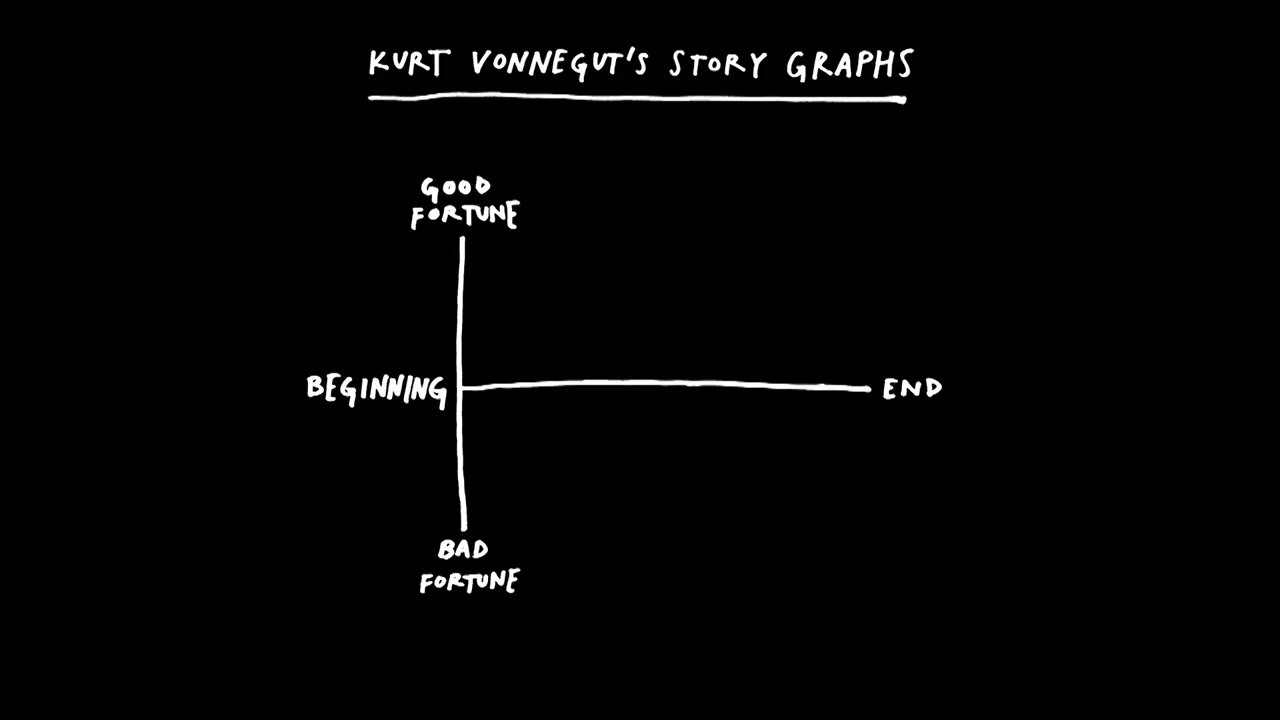 KURT VONNEGUT'S STORY GRAPHS
GOOD
FORTUNE
BEGINNING
END
BAD
FORTUNE